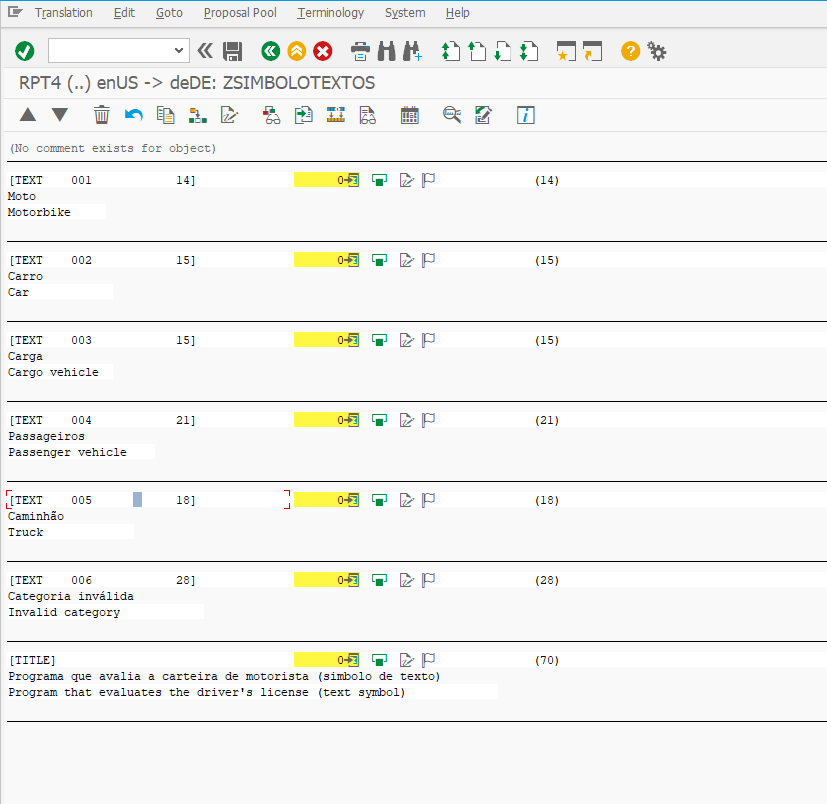 Translation Edit Goto Proposal Pool Terminology System Help
RPT4 (..) enUS -> deDE: ZSIMBOLOTEXTOS
(No comment exists for object)
[TEXT 001 14] 0 (14)
Moto
Motorbike
[TEXT 002 15] 0 (15)
Carro
Car
[TEXT 003 15] 0 (15)
Carga
Cargo vehicle
[TEXT 004 21] 0 (21)
Passageiros
Passenger vehicle
[TEXT 005 18] 0 (18)
Caminhão
Truck
[TEXT 006 28] 0 (28)
Categoria inválida
Invalid category
[TITLE] 0 (70)
Programa que avalia a carteira de motorista (simbolo de texto)
Program that evaluates the driver's license (text symbol)